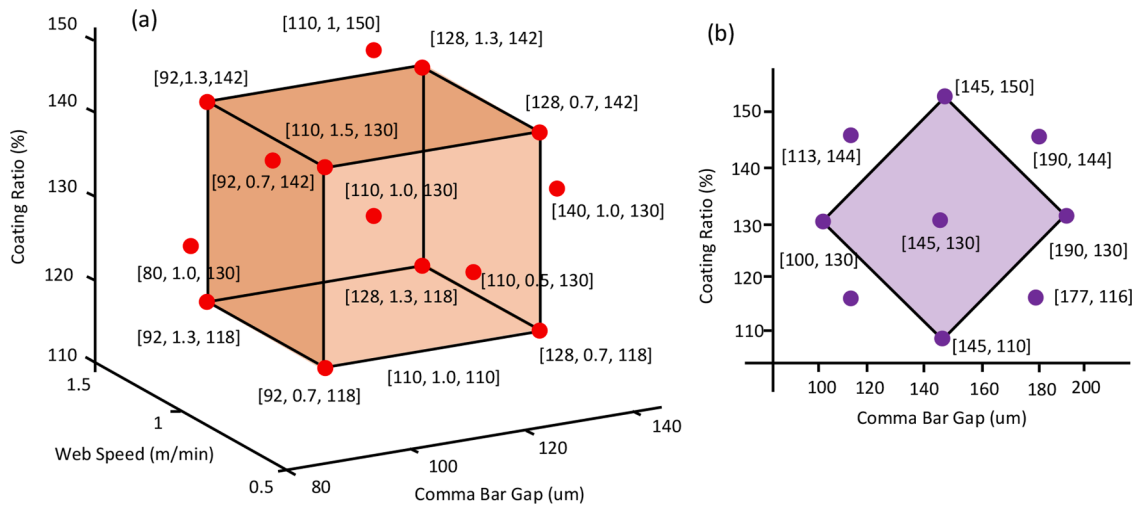 (a)
150
140
130
120
110
Coating Ratio (%)
[110, 1, 150]
[128, 1.3, 142]
[92,1.3,142]
[128, 0.7, 142]
[110, 1.5, 130]
[92, 0.7, 142]
[110, 1.0, 130]
[140, 1.0, 130]
[80, 1.0, 130]
[110, 0.5, 130]
[128, 1.3, 118]
[92, 1.3, 118]
[128, 0.7, 118]
[110, 1.0, 110]
[92, 0.7, 118]
1.5
1
0.5
Web Speed (m/min)
80
100
120
140
Comma Bar Gap (um)
(b)
150
140
130
120
110
Coating Ratio (%)
[145, 150]
[113, 144]
[190, 144]
[145, 130]
[100, 130]
[190, 130]
[177, 116]
[145, 110]
100
120
140
160
180
200
Comma Bar Gap (um)